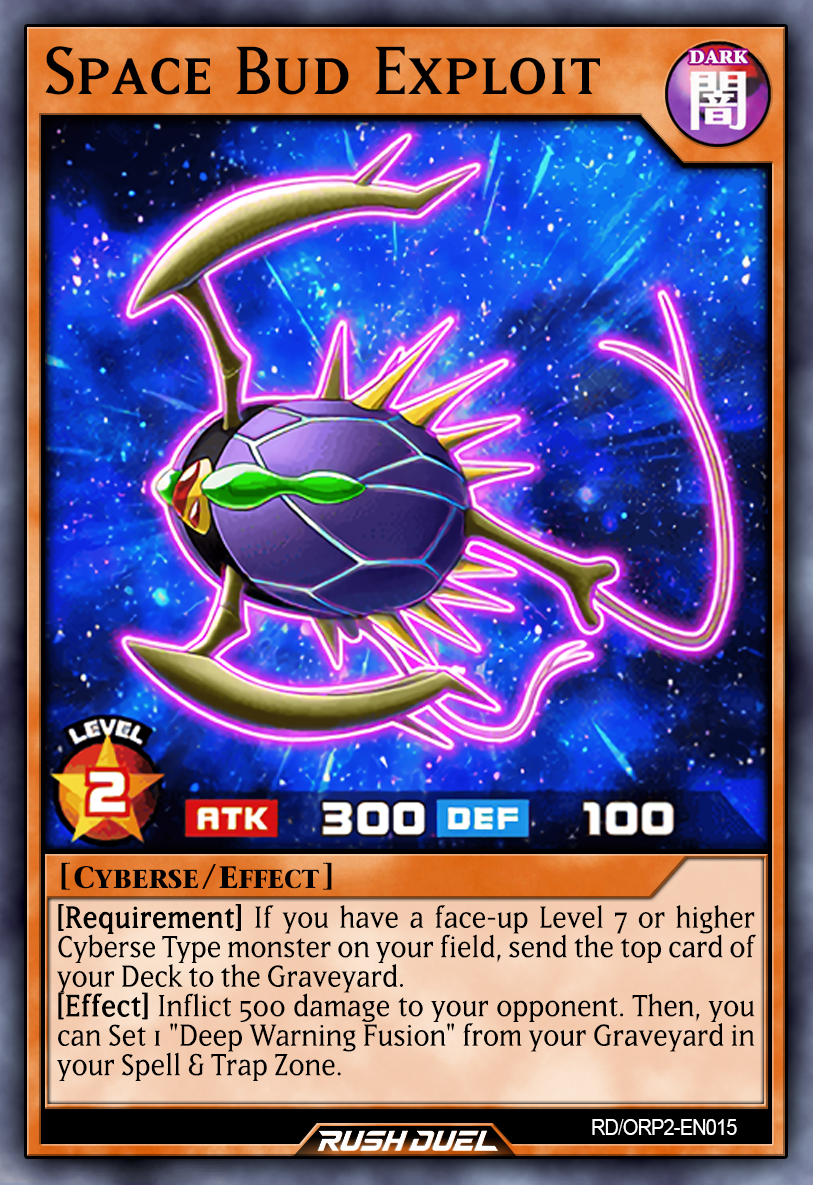 Space Bud Exploit
DARK
闇
LEVEL
2
ATK 300 DEF 100
[Cyberse/Effect]
[Requirement] If you have a face-up Level 7 or higher
Cyberse Type monster on your field, send the top card of
your Deck to the Graveyard.
[Effect] Inflict 500 damage to your opponent. Then, you
can Set 1 "Deep Warning Fusion" from your Graveyard in
your Spell & Trap Zone.
RD/ORP2-EN015
RUSH DUEL